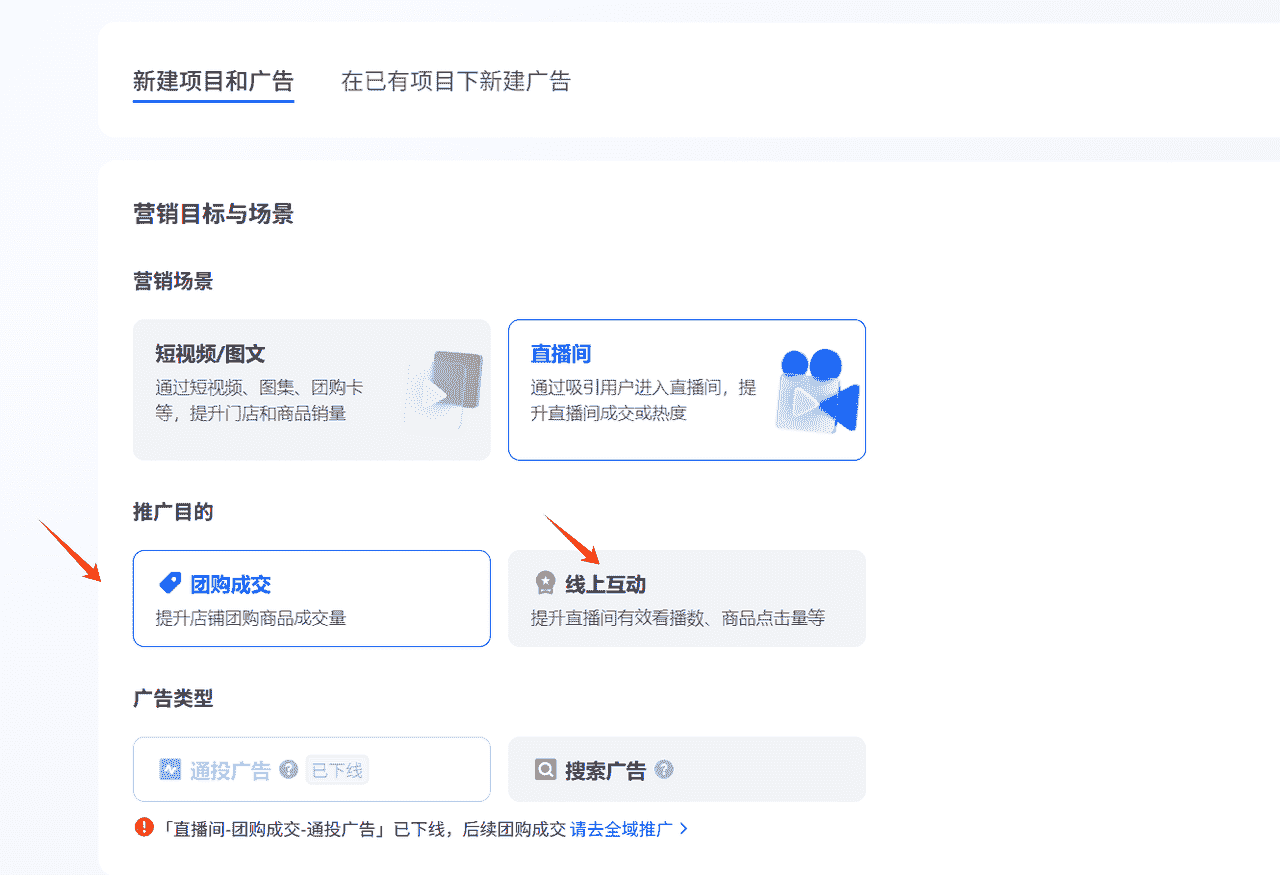 新建项目和广告 在已有项目下新建广告
营销目标与场景
营销场景
短视频/图文
通过短视频、图集、团购卡
等，提升门店和商品销量
直播间
通过吸引用户进入直播间，提
升直播间成交或热度
推广目的
团购成交
提升店铺团购商品成交量
线上互动
提升直播间有效看播数、商品点击量等
广告类型
通投广告 ? 已下线
搜索广告 ?
!「直播间-团购成交-通投广告」已下线，后续团购成交 请去全域推广 >